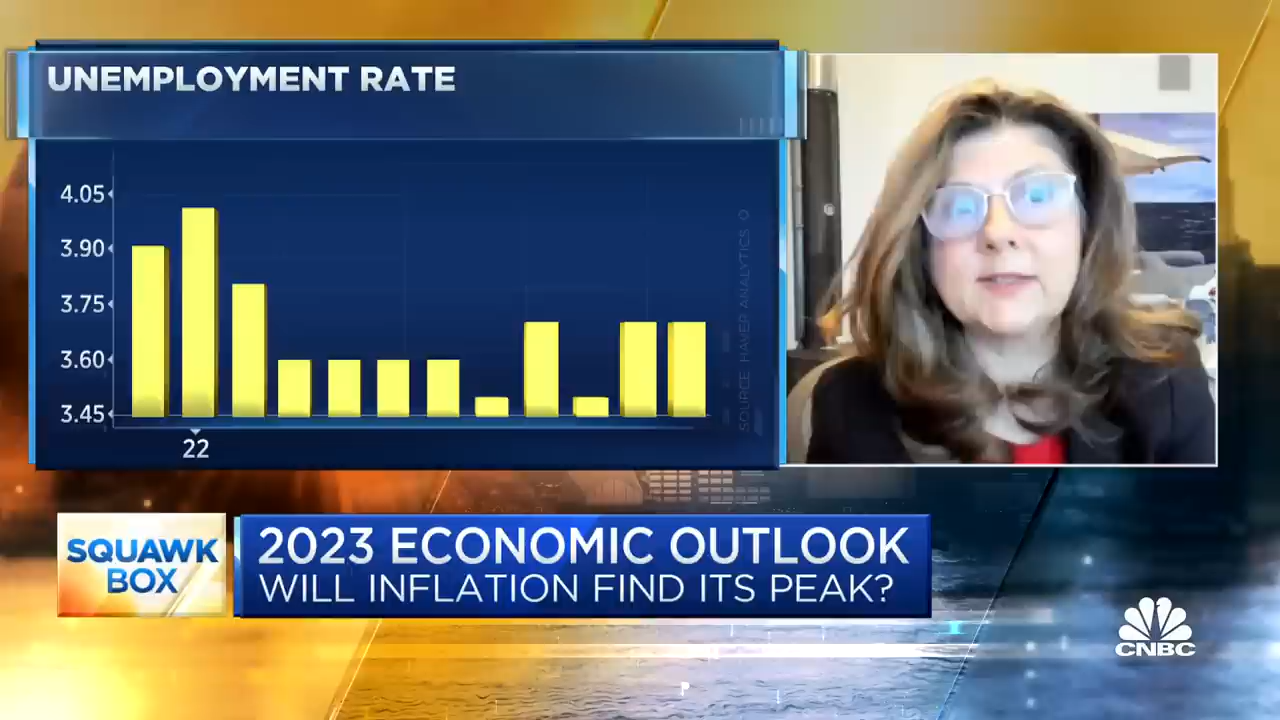 UNEMPLOYMENT RATE
4.05
3.90
3.75
3.60
3.45
22
SOURCE: HAVER ANALYTICS
SQUAWK
BOX
2023 ECONOMIC OUTLOOK
WILL INFLATION FIND ITS PEAK?
CNBC